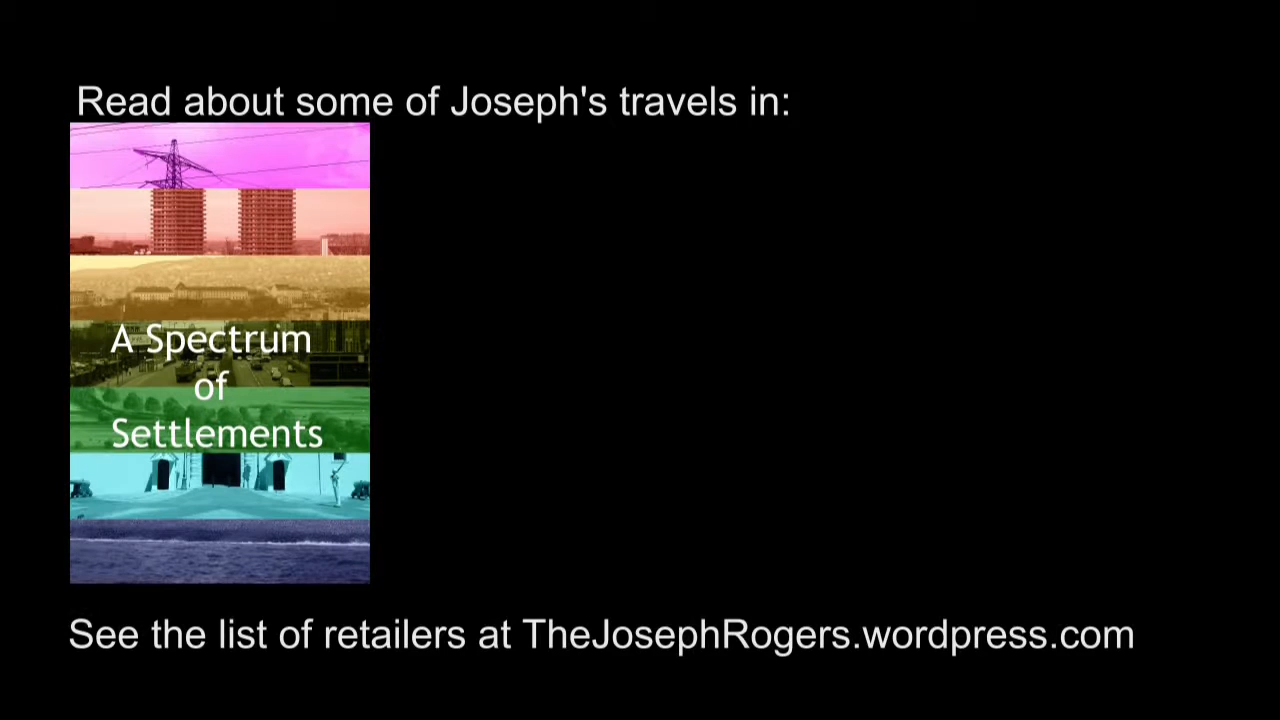 Read about some of Joseph's travels in:
A Spectrum
of
Settlements
See the list of retailers at TheJosephRogers.wordpress.com